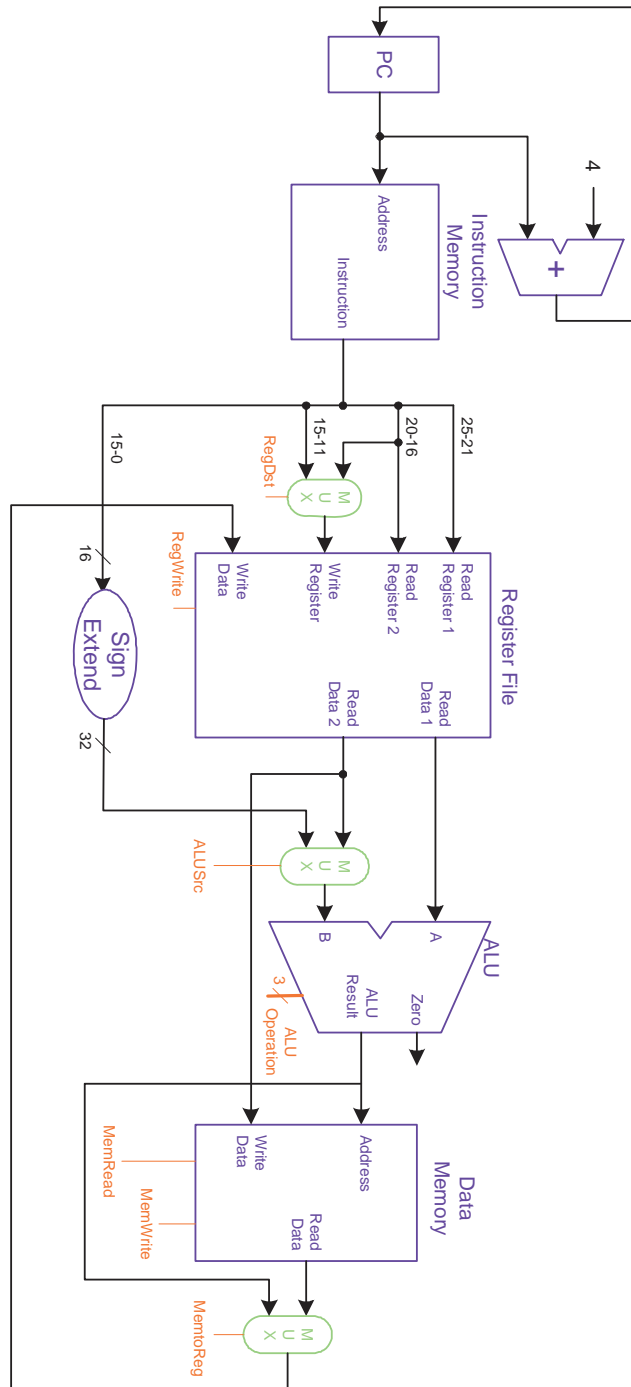 4
+
PC
Instruction
Memory
Address
Instruction
25-21
20-16
15-11
15-0
RegDst
M
U
X
Register File
Read
Register 1
Read
Register 2
Write
Register
Write
Data
Read
Data 1
Read
Data 2
RegWrite
16
Sign
Extend
32
M
U
X
ALUSrc
ALU
A
B
Zero
ALU
Result
3
ALU
Operation
Data
Memory
Address
Write
Data
Read
Data
MemRead
MemWrite
M
U
X
MemtoReg